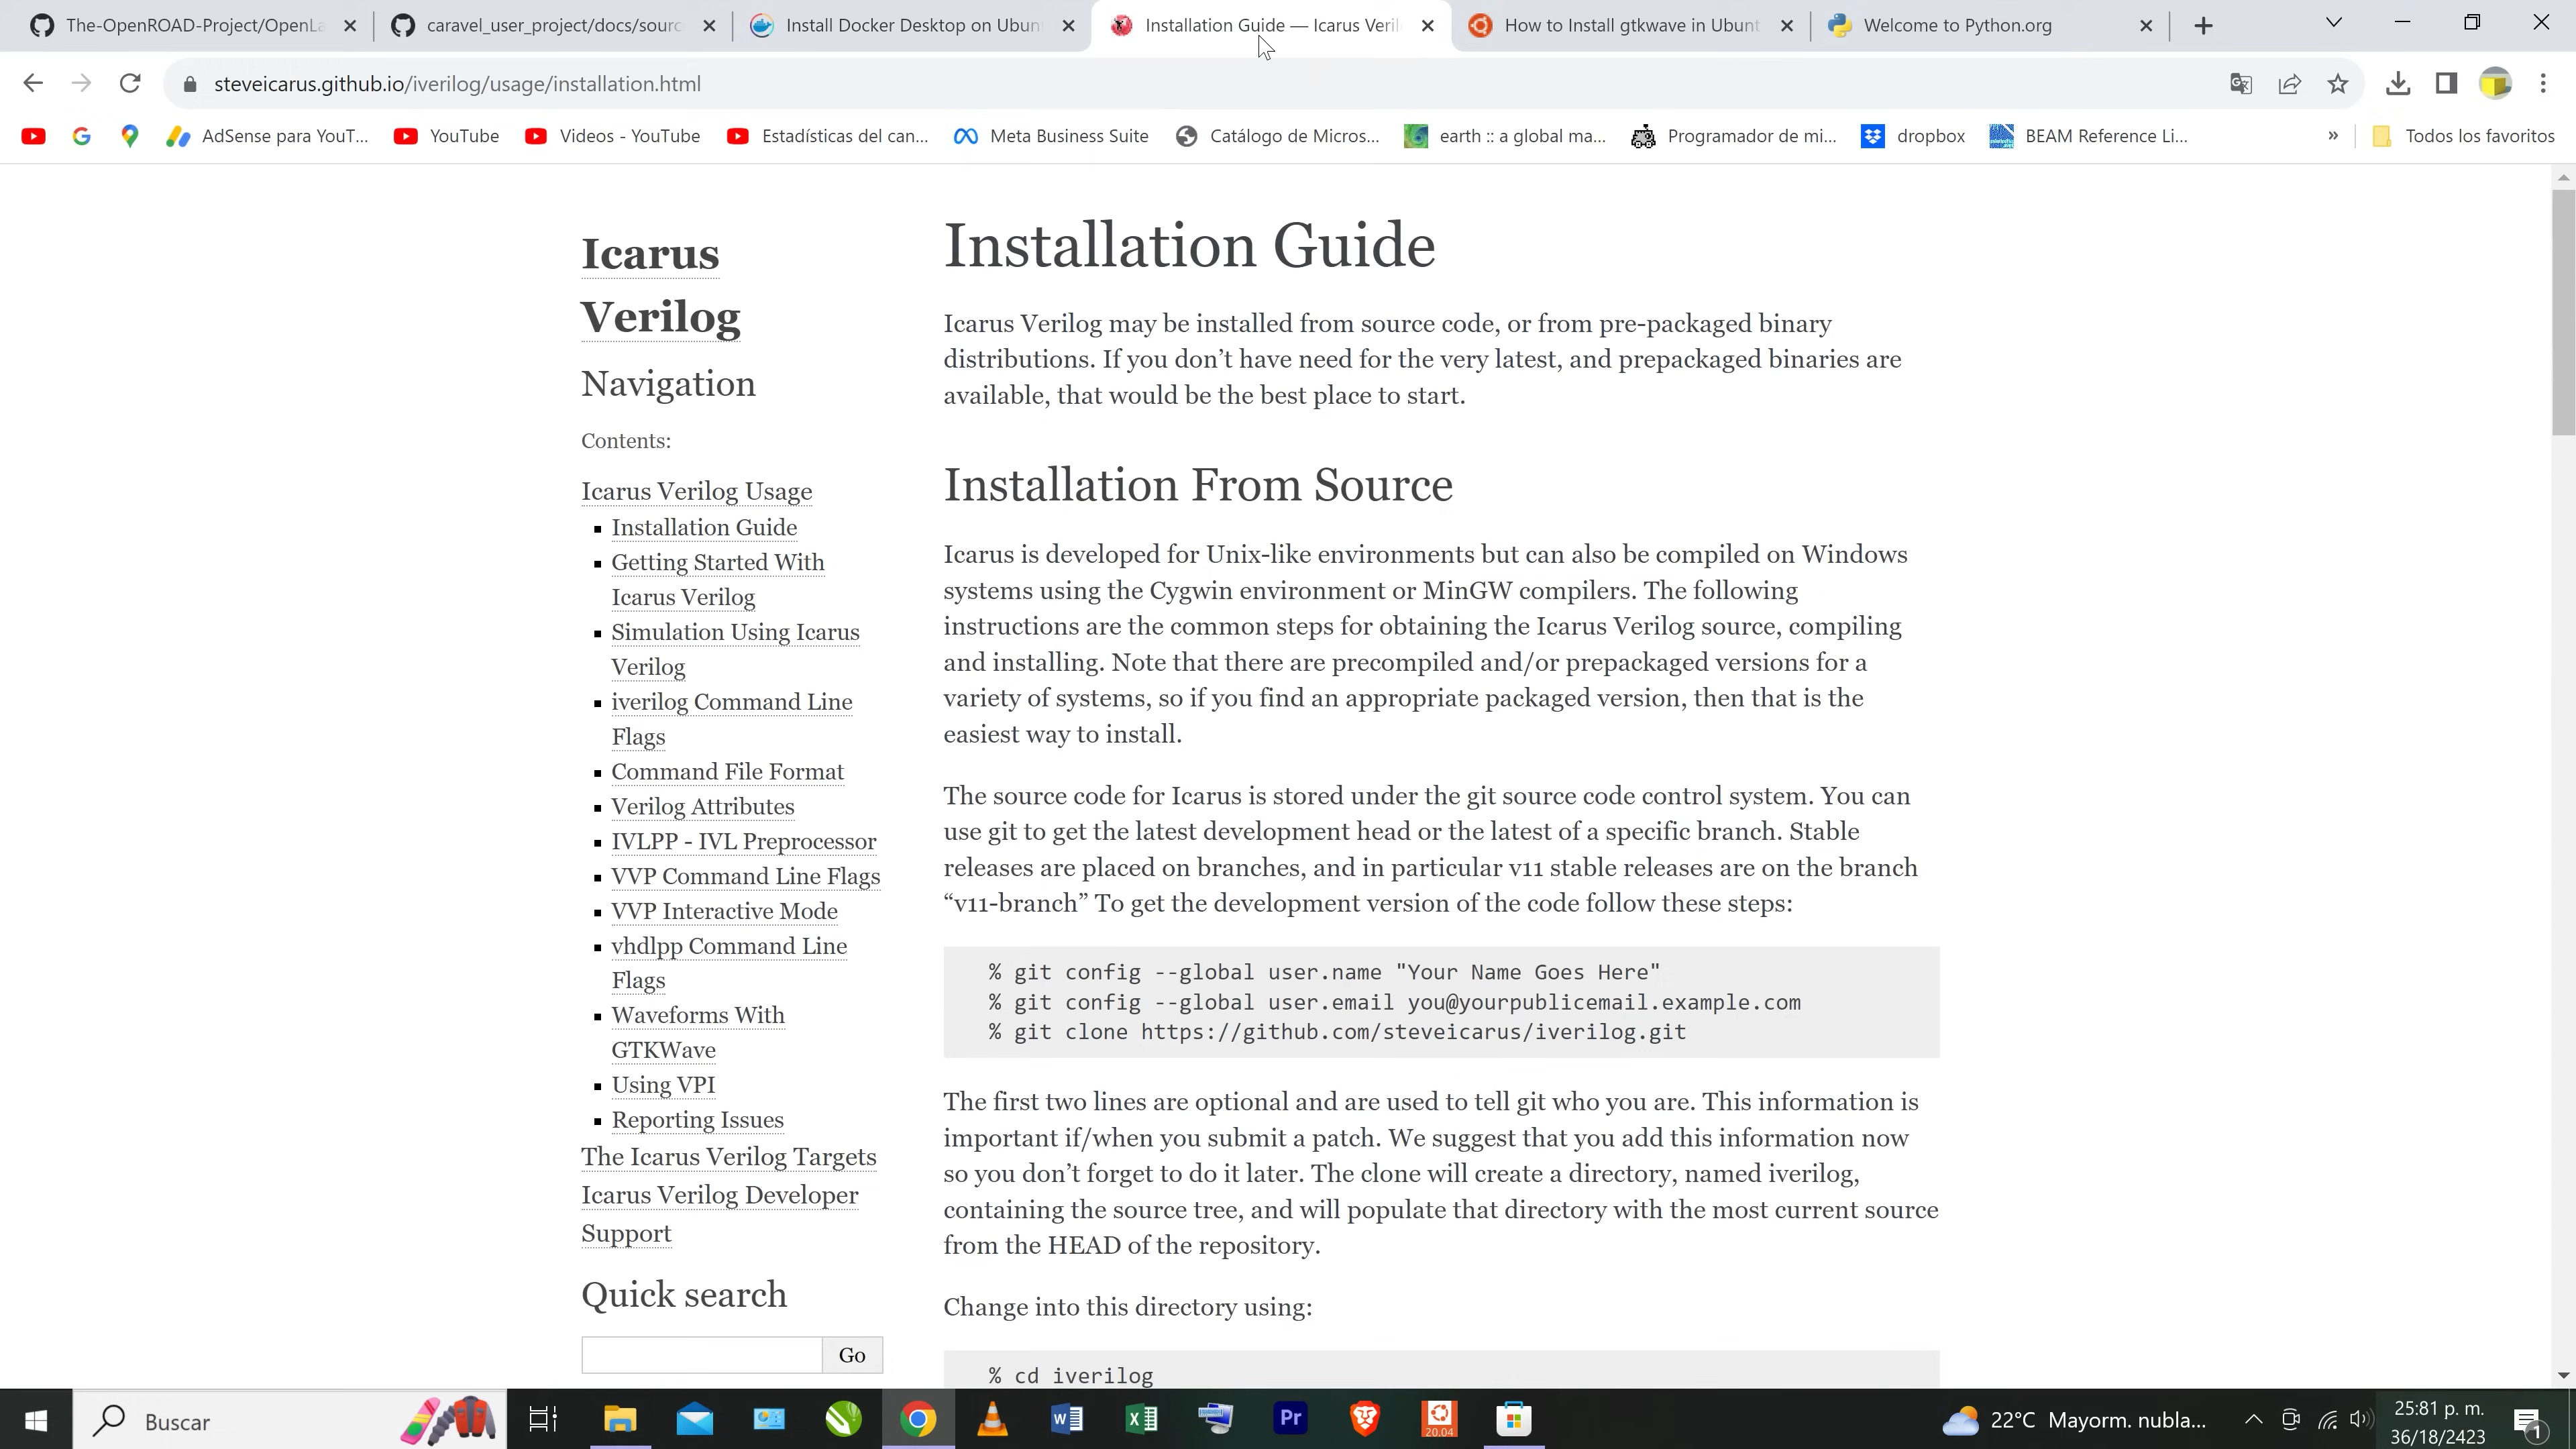 The-OpenROAD-Project/OpenLa
caravel_user_project/docs/sourc
Install Docker Desktop on Ubun
Installation Guide — Icarus Veril
How to Install gtkwave in Ubunt
Welcome to Python.org
steveicarus.github.io/iverilog/usage/installation.html
AdSense para YouT...
YouTube
Videos - YouTube
Estadísticas del can...
Meta Business Suite
Catálogo de Micros...
earth :: a global ma...
Programador de mi...
dropbox
BEAM Reference Li...
»
Todos los favoritos
Icarus
Verilog
Navigation
Contents:
Icarus Verilog Usage
Installation Guide
Getting Started With
Icarus Verilog
Simulation Using Icarus
Verilog
iverilog Command Line
Flags
Command File Format
Verilog Attributes
IVLPP - IVL Preprocessor
VVP Command Line Flags
VVP Interactive Mode
vhdlpp Command Line
Flags
Waveforms With
GTKWave
Using VPI
Reporting Issues
The Icarus Verilog Targets
Icarus Verilog Developer
Support
Quick search
Go
Installation Guide
Icarus Verilog may be installed from source code, or from pre-packaged binary
distributions. If you don’t have need for the very latest, and prepackaged binaries are
available, that would be the best place to start.
Installation From Source
Icarus is developed for Unix-like environments but can also be compiled on Windows
systems using the Cygwin environment or MinGW compilers. The following
instructions are the common steps for obtaining the Icarus Verilog source, compiling
and installing. Note that there are precompiled and/or prepackaged versions for a
variety of systems, so if you find an appropriate packaged version, then that is the
easiest way to install.
The source code for Icarus is stored under the git source code control system. You can
use git to get the latest development head or the latest of a specific branch. Stable
releases are placed on branches, and in particular v11 stable releases are on the branch
“v11-branch” To get the development version of the code follow these steps:
% git config --global user.name "Your Name Goes Here"
% git config --global user.email you@yourpublicemail.example.com
% git clone https://github.com/steveicarus/iverilog.git
The first two lines are optional and are used to tell git who you are. This information is
important if/when you submit a patch. We suggest that you add this information now
so you don’t forget to do it later. The clone will create a directory, named iverilog,
containing the source tree, and will populate that directory with the most current source
from the HEAD of the repository.
Change into this directory using:
% cd iverilog
Buscar
Pr
20.04
22°C Mayorm. nubla...
25:81 p. m.
36/18/2423
1